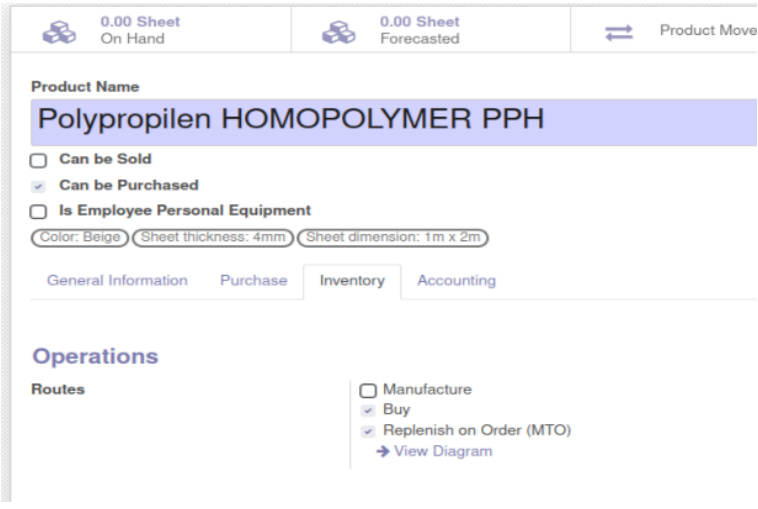 0.00 Sheet
On Hand
0.00 Sheet
Forecasted
Product Move
Product Name
Polypropilen HOMOPOLYMER PPH
Can be Sold
Can be Purchased
Is Employee Personal Equipment
Color: Beige Sheet thickness: 4mm Sheet dimension: 1m x 2m
General Information Purchase Inventory Accounting
Operations
Routes
Manufacture
Buy
Replenish on Order (MTO)
View Diagram